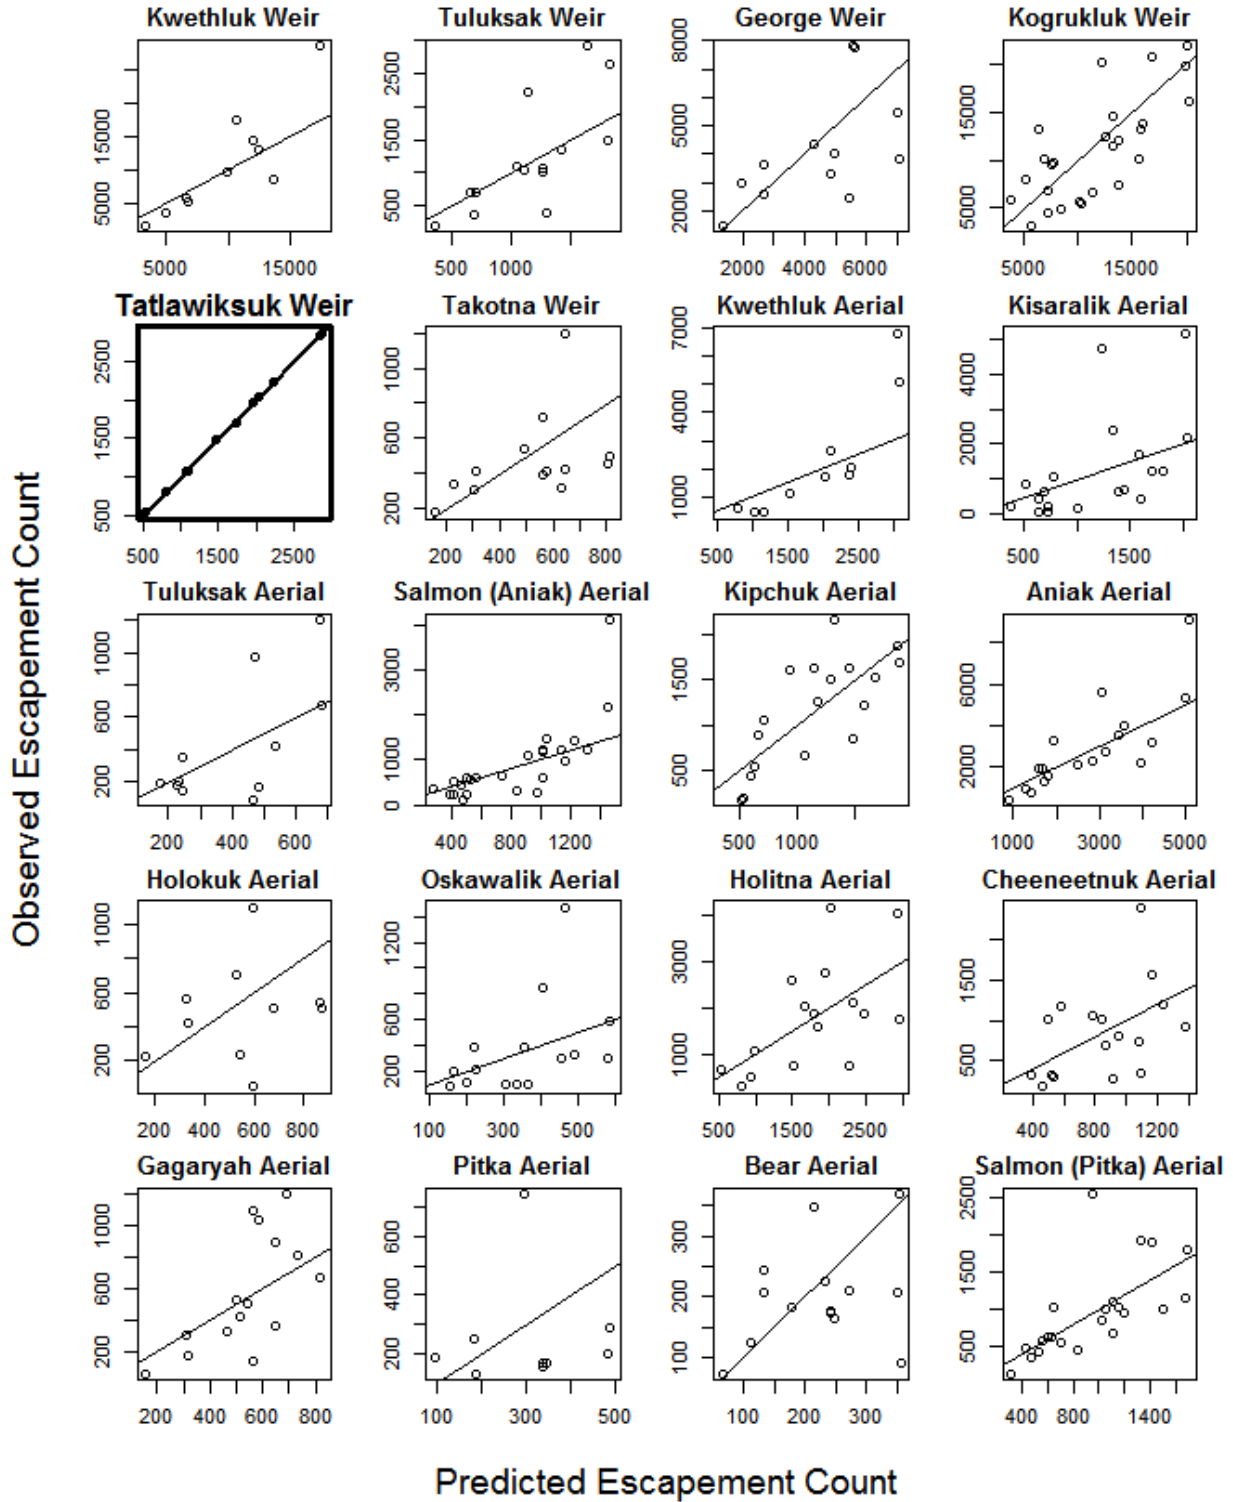 Kwethluk Weir Tuluksak Weir George Weir Kogrukluk Weir
5000 15000
500 1500 2500
2000 5000 8000
5000 15000
5000 15000 500 1000 2000 4000 6000 5000 15000
Tatlawiksuk Weir Takotna Weir Kwethluk Aerial Kisaralik Aerial
500 1500 2500
200 600 1000
1000 4000 7000
0 2000 4000
500 1500 2500 200 400 600 800 500 1500 2500 500 1500
Tuluksak Aerial Salmon (Aniak) Aerial Kipchuk Aerial Aniak Aerial
200 600 1000
0 1000 3000
500 1500
2000 6000
200 400 600 400 800 1200 500 1000 1000 3000 5000
Holokuk Aerial Oskawalik Aerial Holitna Aerial Cheeneetnuk Aerial
200 600 1000
200 600 1200
1000 3000
500 1500
200 400 600 800 100 300 500 500 1500 2500 400 800 1200
Gagaryah Aerial Pitka Aerial Bear Aerial Salmon (Pitka) Aerial
200 600 1000
200 400 600
100 200 300
500 1500 2500
200 400 600 800 100 300 500 100 200 300 400 800 1400
Observed Escapement Count
Predicted Escapement Count